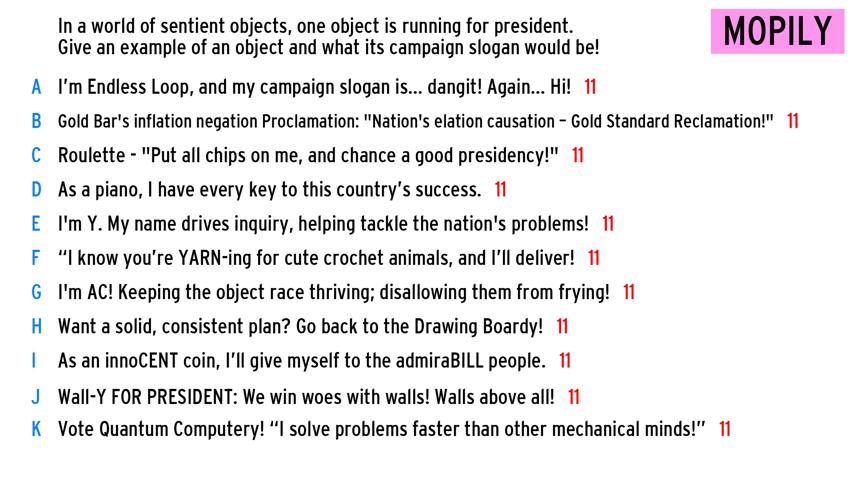 In a world of sentient objects, one object is running for president.
Give an example of an object and what its campaign slogan would be!
MOPILY
A I’m Endless Loop, and my campaign slogan is... dangit! Again... Hi! 11
B Gold Bar's inflation negation Proclamation: "Nation's elation causation – Gold Standard Reclamation!" 11
C Roulette - "Put all chips on me, and chance a good presidency!" 11
D As a piano, I have every key to this country’s success. 11
E I'm Y. My name drives inquiry, helping tackle the nation's problems! 11
F “I know you’re YARN-ing for cute crochet animals, and I’ll deliver! 11
G I'm AC! Keeping the object race thriving; disallowing them from frying! 11
H Want a solid, consistent plan? Go back to the Drawing Boardy! 11
I As an innoCENT coin, I’ll give myself to the admiraBILL people. 11
J Wall-Y FOR PRESIDENT: We win woes with walls! Walls above all! 11
K Vote Quantum Computery! “I solve problems faster than other mechanical minds!” 11